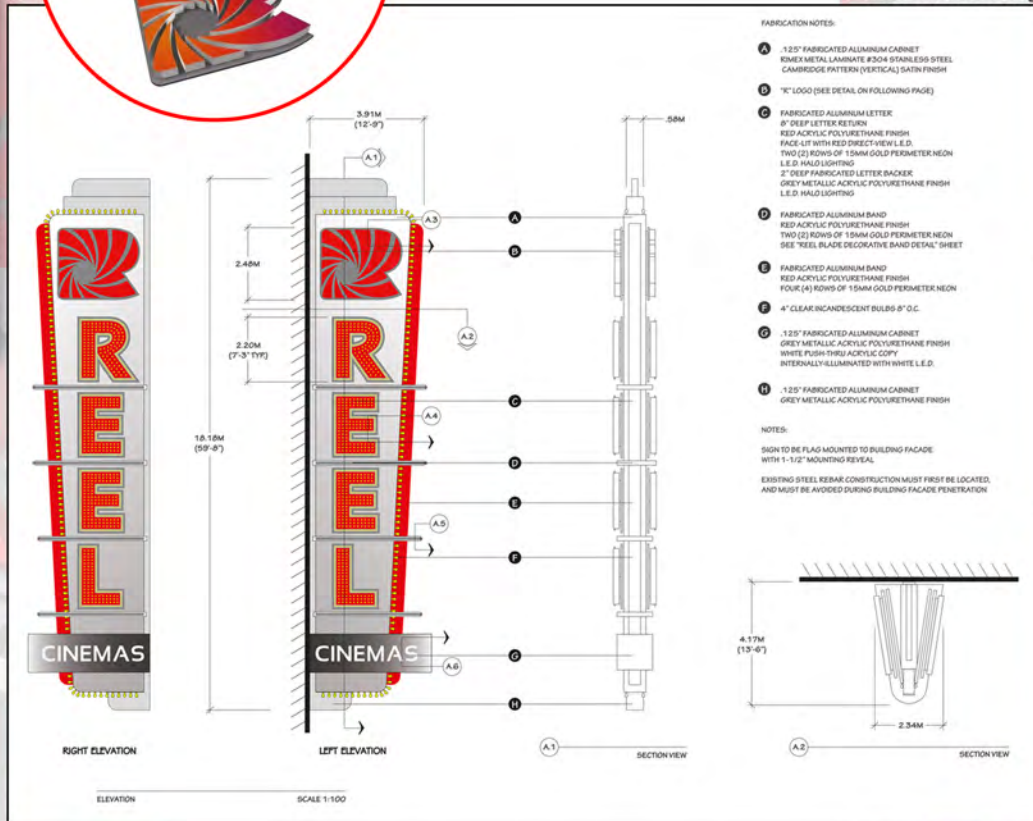 FABRICATION NOTES:
A .125" FABRICATED ALUMINUM CABINET
RIMEX METAL LAMINATE #304 STAINLESS STEEL
CAMBRIDGE PATTERN (VERTICAL) SATIN FINISH
B "R" LOGO (SEE DETAIL ON FOLLOWING PAGE)
C FABRICATED ALUMINUM LETTER
8" DEEP LETTER RETURN
RED ACRYLIC POLYURETHANE FINISH
FACE-LIT WITH RED DIRECT-VIEW L.E.D.
TWO (2) ROWS OF 15MM GOLD PERIMETER NEON
L.E.D. HALO LIGHTING
2" DEEP FABRICATED LETTER BACKER
GREY METALLIC ACRYLIC POLYURETHANE FINISH
L.E.D. HALO LIGHTING
D FABRICATED ALUMINUM BAND
RED ACRYLIC POLYURETHANE FINISH
TWO (2) ROWS OF 15MM GOLD PERIMETER NEON
SEE "REEL BLADE DECORATIVE BAND DETAIL" SHEET
E FABRICATED ALUMINUM BAND
RED ACRYLIC POLYURETHANE FINISH
FOUR (4) ROWS OF 15MM GOLD PERIMETER NEON
F 4" CLEAR INCANDESCENT BULBS 8" O.C.
G .125" FABRICATED ALUMINUM CABINET
GREY METALLIC ACRYLIC POLYURETHANE FINISH
WHITE PUSH-THRU ACRYLIC COPY
INTERNALLY-ILLUMINATED WITH WHITE L.E.D.
H .125" FABRICATED ALUMINUM CABINET
GREY METALLIC ACRYLIC POLYURETHANE FINISH
NOTES:
SIGN TO BE FLAG MOUNTED TO BUILDING FACADE
WITH 1-1/2" MOUNTING REVEAL
EXISTING STEEL REBAR CONSTRUCTION MUST FIRST BE LOCATED,
AND MUST BE AVOIDED DURING BUILDING FACADE PENETRATION
3.91M
(12'-9")
.58M
A.1
A.3
A
B
2.48M
A.2
2.20M
(7'-3" TYP.)
C
A.4
18.18M
(59'-8")
D
E
A.5
F
G
A.6
H
R
REEL
CINEMAS
RIGHT ELEVATION
R
REEL
CINEMAS
LEFT ELEVATION
A.1
SECTION VIEW
4.17M
(13'-6")
2.34M
A.2
SECTION VIEW
ELEVATION
SCALE 1:100